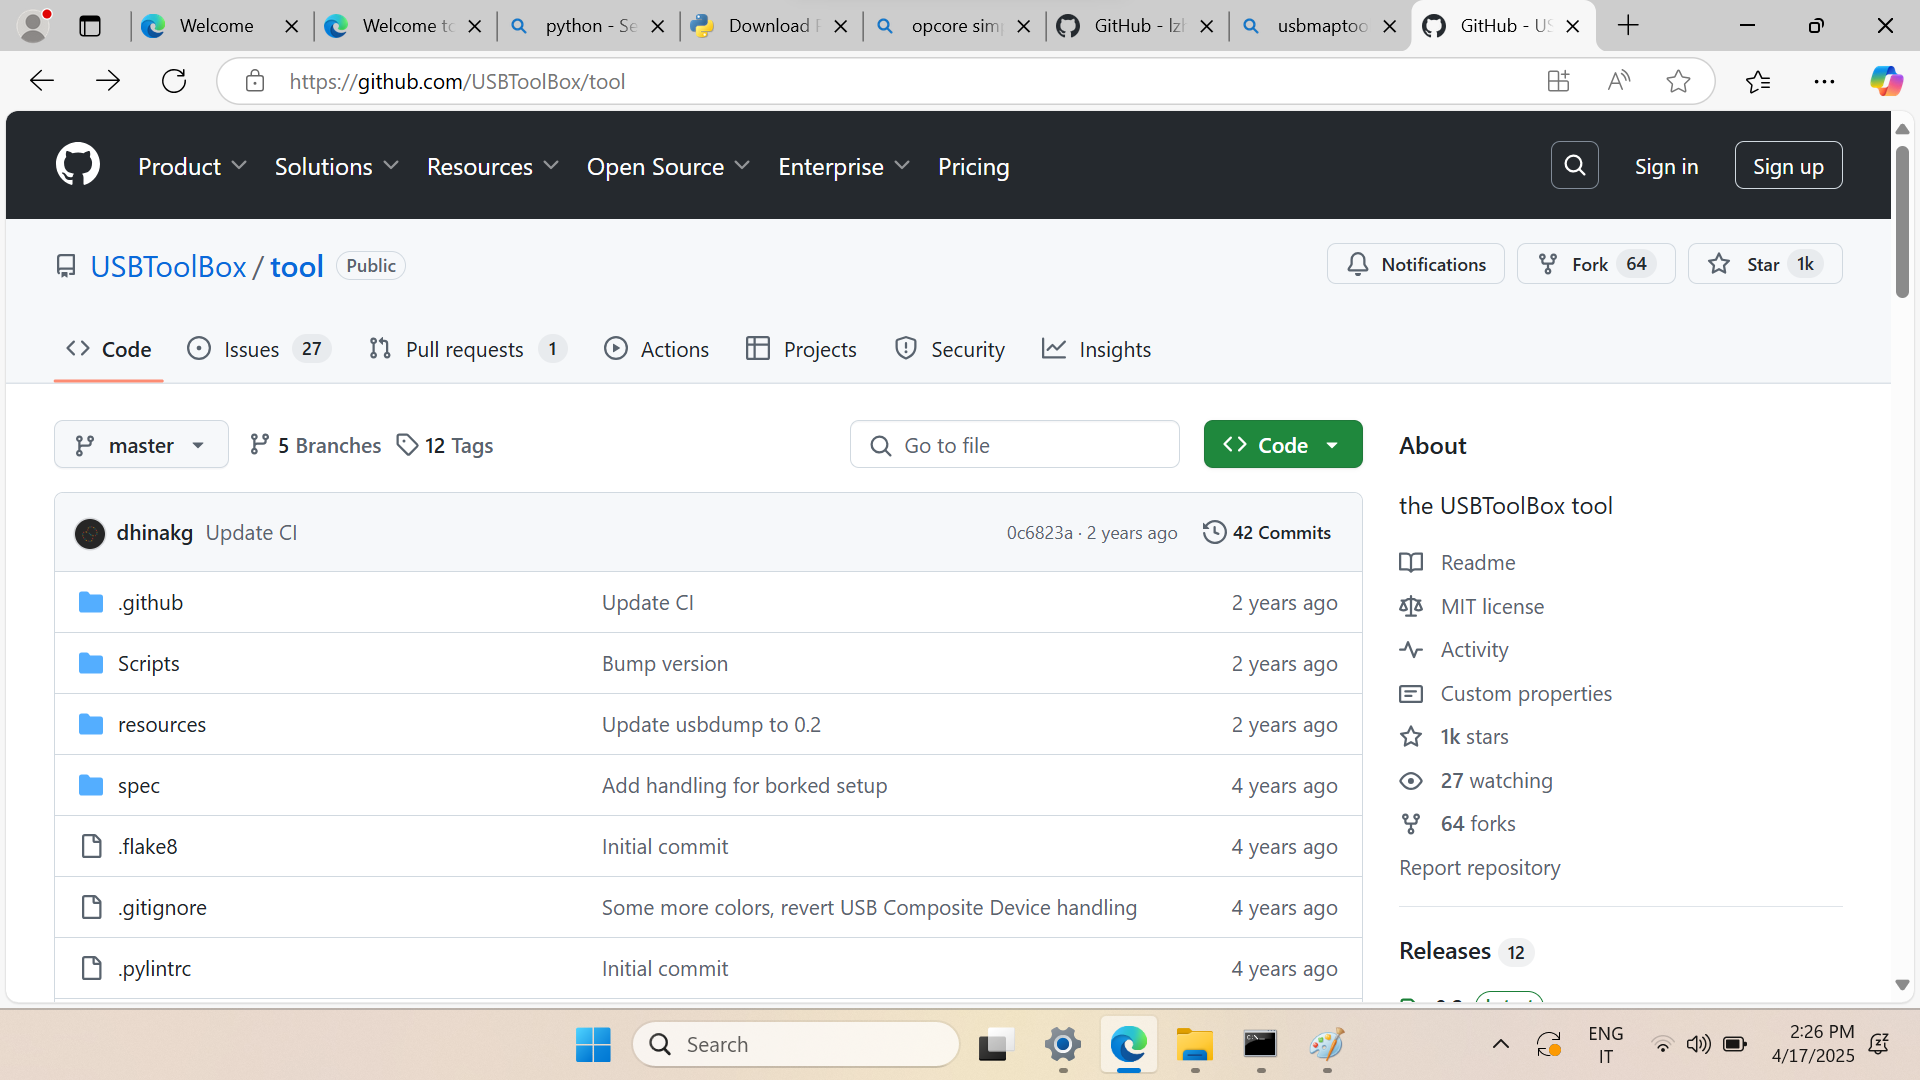 Welcome
Welcome to
python - Se
Download P
opcore simp
GitHub - lzh
usbmaptoo
GitHub - US
https://github.com/USBToolBox/tool
Product
Solutions
Resources
Open Source
Enterprise
Pricing
Sign in
Sign up
USBToolBox / tool
Public
Notifications
Fork 64
Star 1k
Code
Issues 27
Pull requests 1
Actions
Projects
Security
Insights
master
5 Branches
12 Tags
Go to file
Code
About
the USBToolBox tool
Readme
MIT license
Activity
Custom properties
1k stars
27 watching
64 forks
Report repository
Releases 12
dhinakg Update CI 0c6823a · 2 years ago 42 Commits
.github Update CI 2 years ago
Scripts Bump version 2 years ago
resources Update usbdump to 0.2 2 years ago
spec Add handling for borked setup 4 years ago
.flake8 Initial commit 4 years ago
.gitignore Some more colors, revert USB Composite Device handling 4 years ago
.pylintrc Initial commit 4 years ago
Search
ENG
IT
2:26 PM
4/17/2025